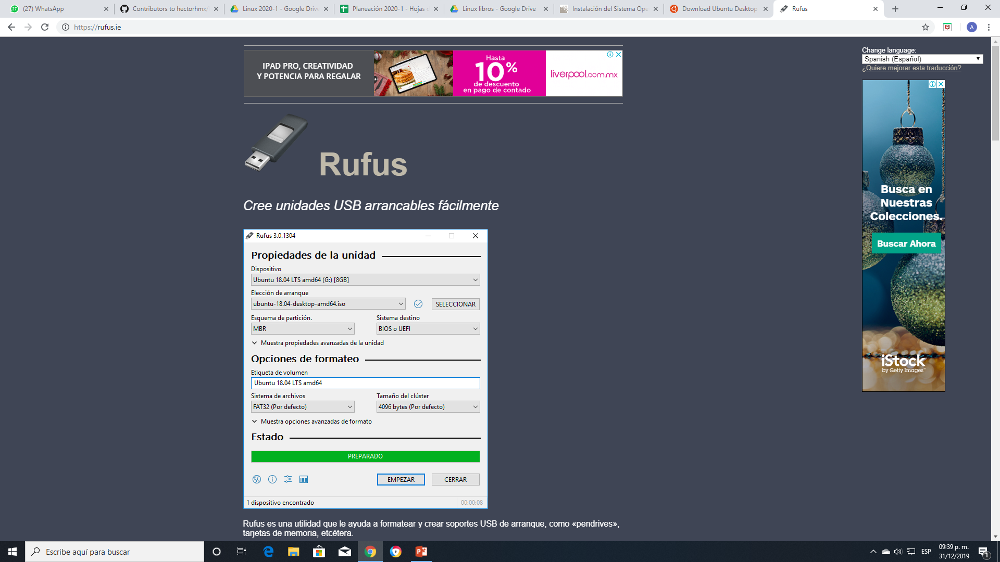 (27) WhatsApp
Contributors to hectorhmx/
Linux 2020-1 - Google Drive
Planeación 2020-1 - Hojas
Linux libros - Google Drive
Instalación del Sistema Ope
Download Ubuntu Desktop
Rufus
https://rufus.ie
A
IPAD PRO, CREATIVIDAD
Y POTENCIA PARA REGALAR
Hasta
10%
de descuento
en pago de contado
liverpool.com.mx
Change language:
Spanish (Español)
¿Quiere mejorar esta traducción?
Rufus
Cree unidades USB arrancables fácilmente
Rufus 3.0.1304
Propiedades de la unidad
Dispositivo
Ubuntu 18.04 LTS amd64 (G:) [8GB]
Elección de arranque
ubuntu-18.04-desktop-amd64.iso
SELECCIONAR
Esquema de partición.
Sistema destino
MBR
BIOS o UEFI
Muestra propiedades avanzadas de la unidad
Opciones de formateo
Etiqueta de volumen
Ubuntu 18.04 LTS amd64
Sistema de archivos
Tamaño del clúster
FAT32 (Por defecto)
4096 bytes (Por defecto)
Muestra opciones avanzadas de formato
Estado
PREPARADO
EMPEZAR
CERRAR
1 dispositivo encontrado
00:00:08
Rufus es una utilidad que le ayuda a formatear y crear soportes USB de arranque, como «pendrives»,
tarjetas de memoria, etcétera.
Busca en
Nuestras
Colecciones.
Buscar Ahora
iStock
by Getty Images™
Escribe aquí para buscar
ESP
09:39 p. m.
31/12/2019
1